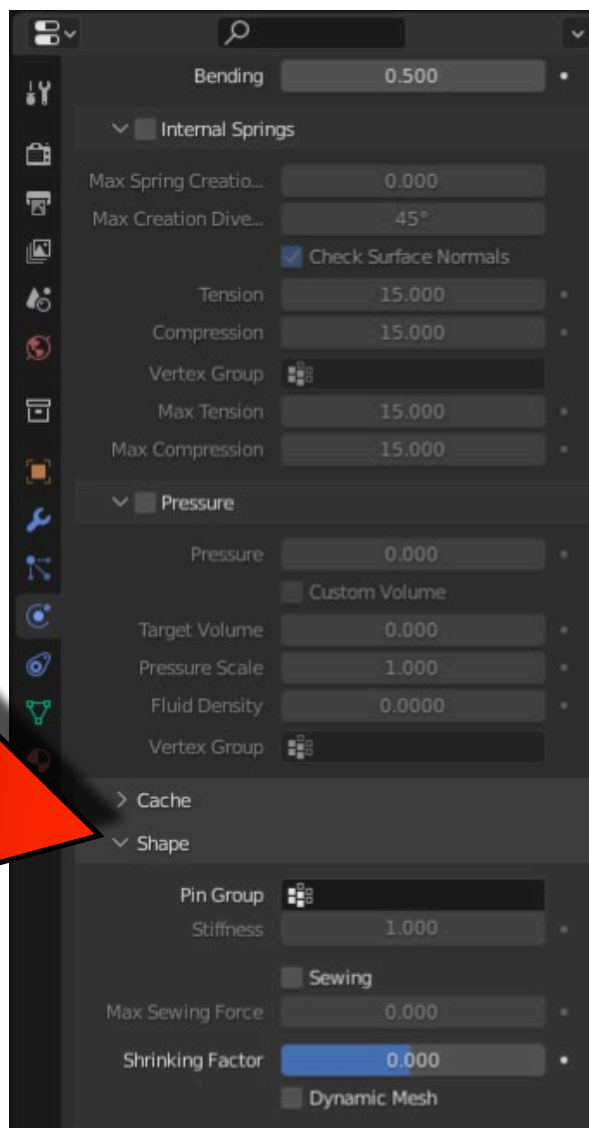 Bending 0.500
Internal Springs
Max Spring Creatio... 0.000
Max Creation Dive... 45°
Check Surface Normals
Tension 15.000
Compression 15.000
Vertex Group
Max Tension 15.000
Max Compression 15.000
Pressure
Pressure 0.000
Custom Volume
Target Volume 0.000
Pressure Scale 1.000
Fluid Density 0.0000
Vertex Group
Cache
Shape
Pin Group
Stiffness 1.000
Sewing
Max Sewing Force 0.000
Shrinking Factor 0.000
Dynamic Mesh